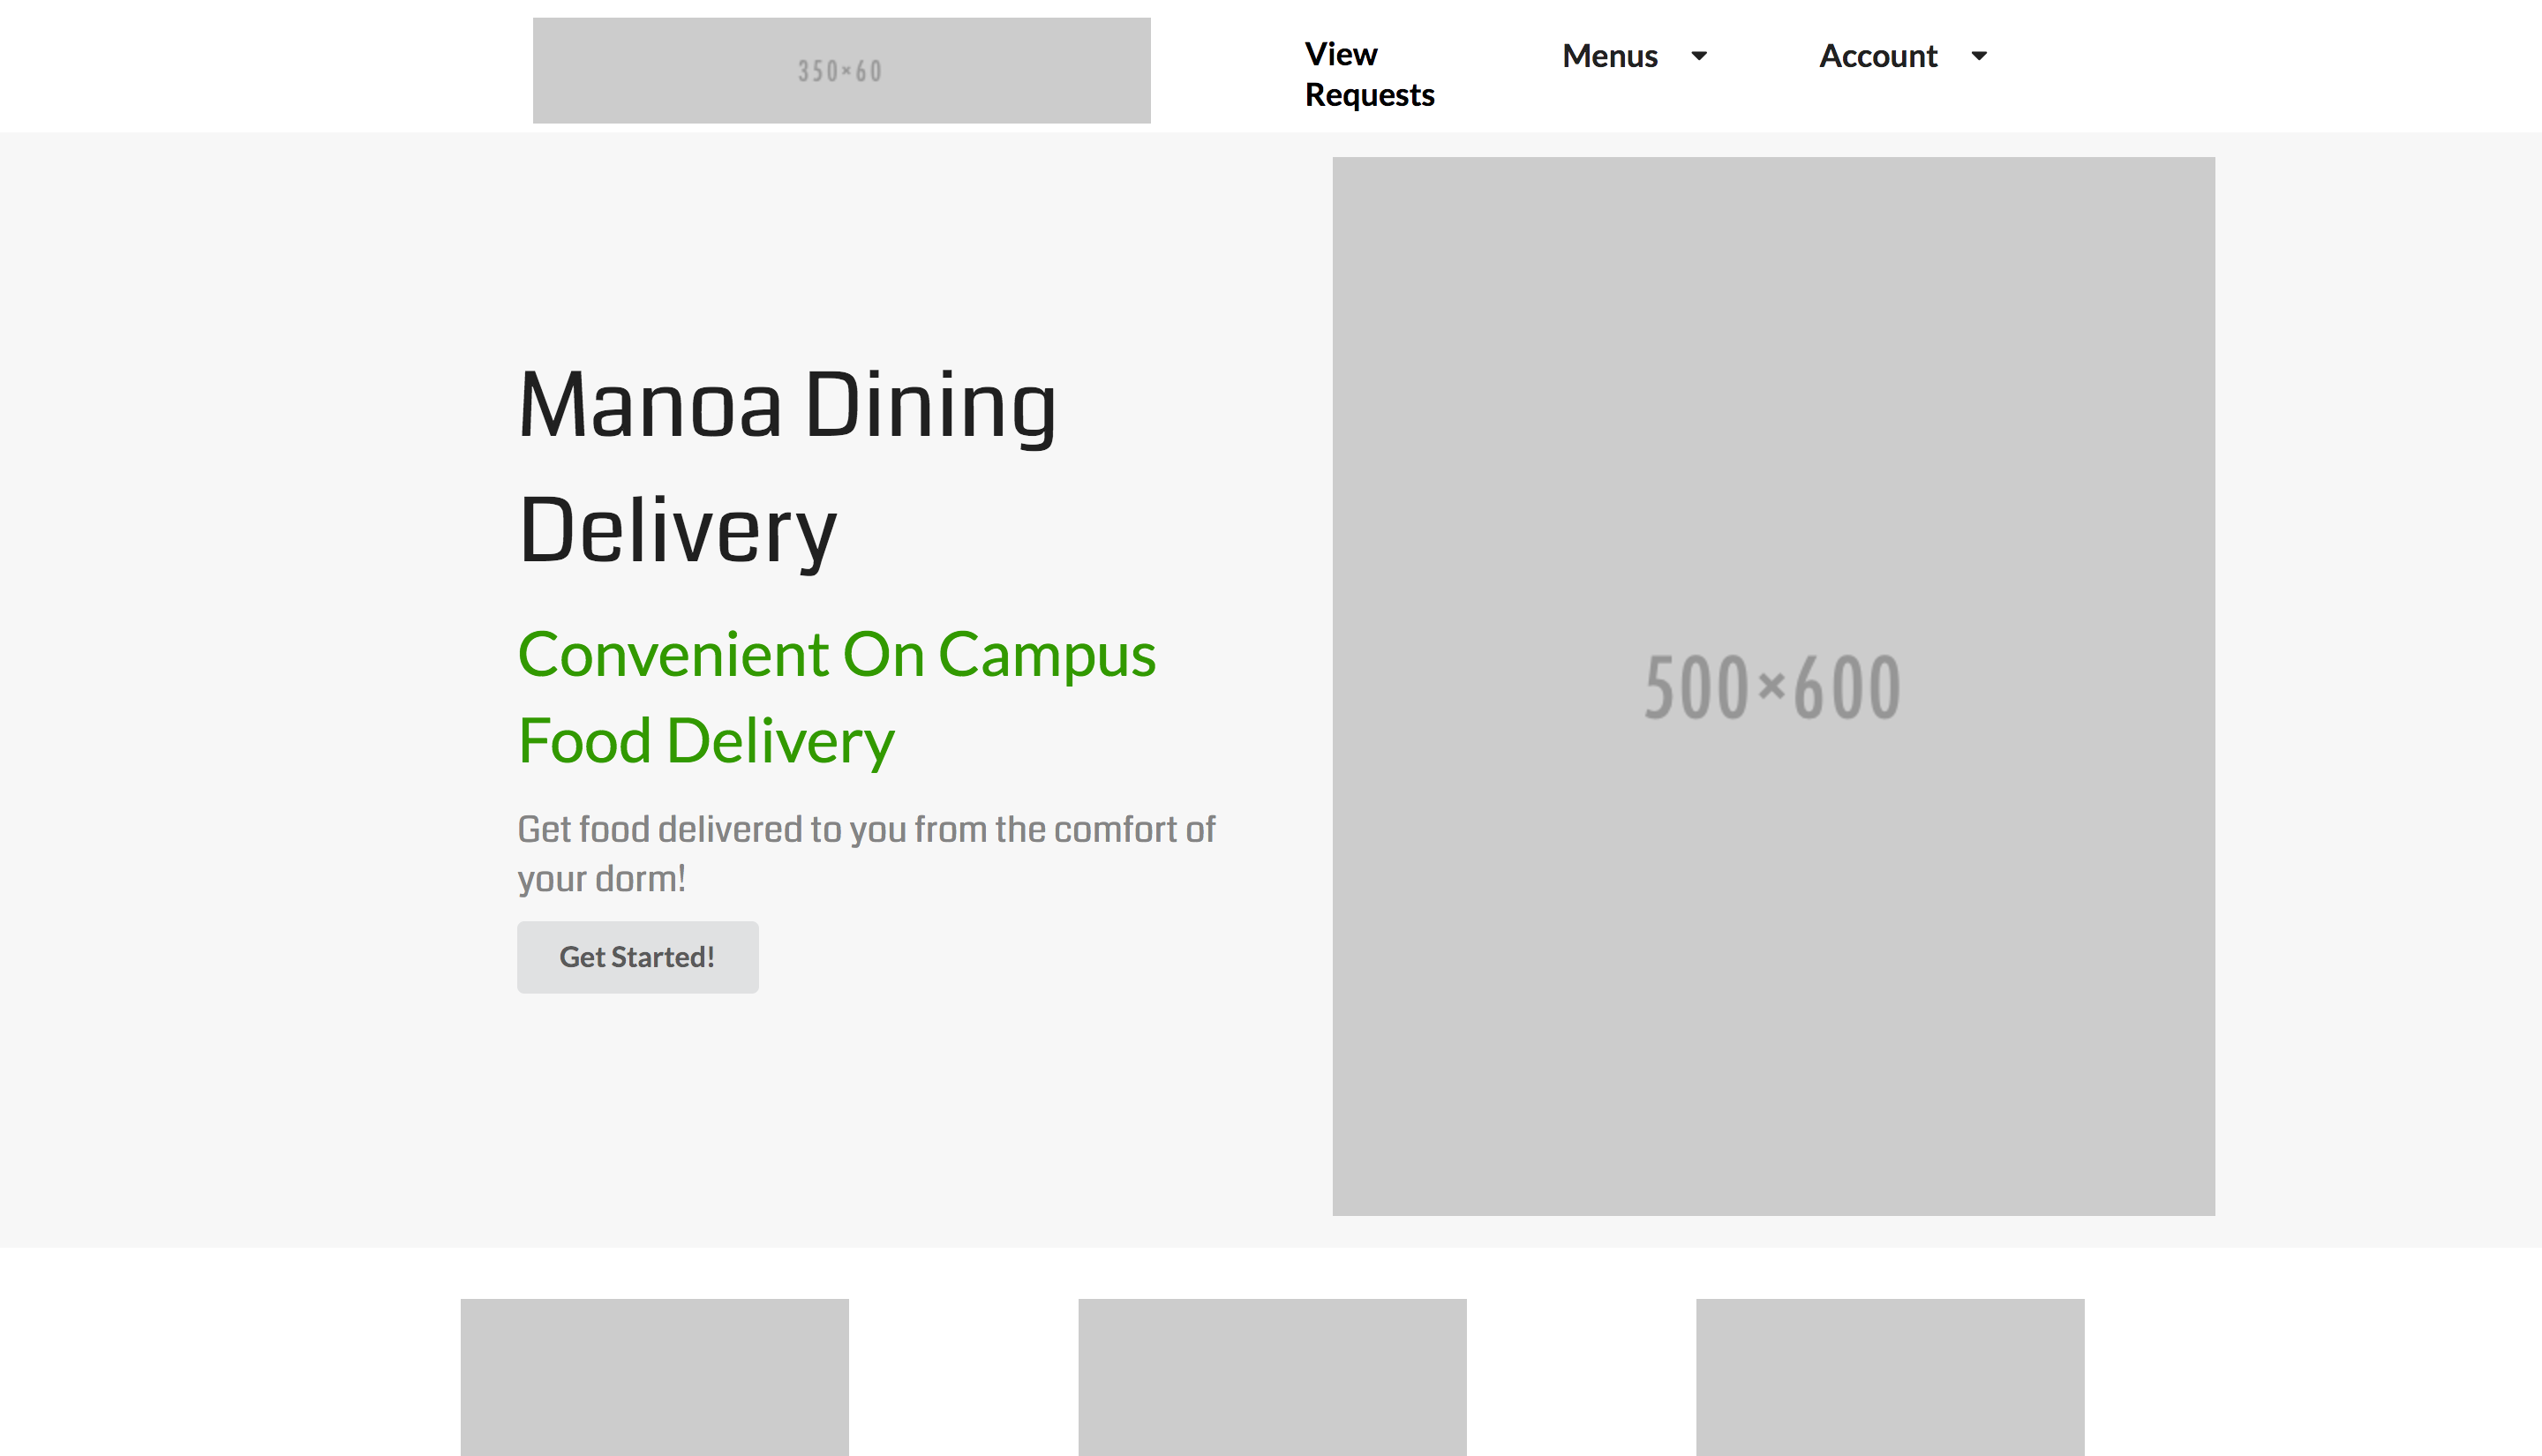 350×60
View
Requests
Menus
Account
Manoa Dining
Delivery
Convenient On Campus
Food Delivery
Get food delivered to you from the comfort of
your dorm!
Get Started!
500×600